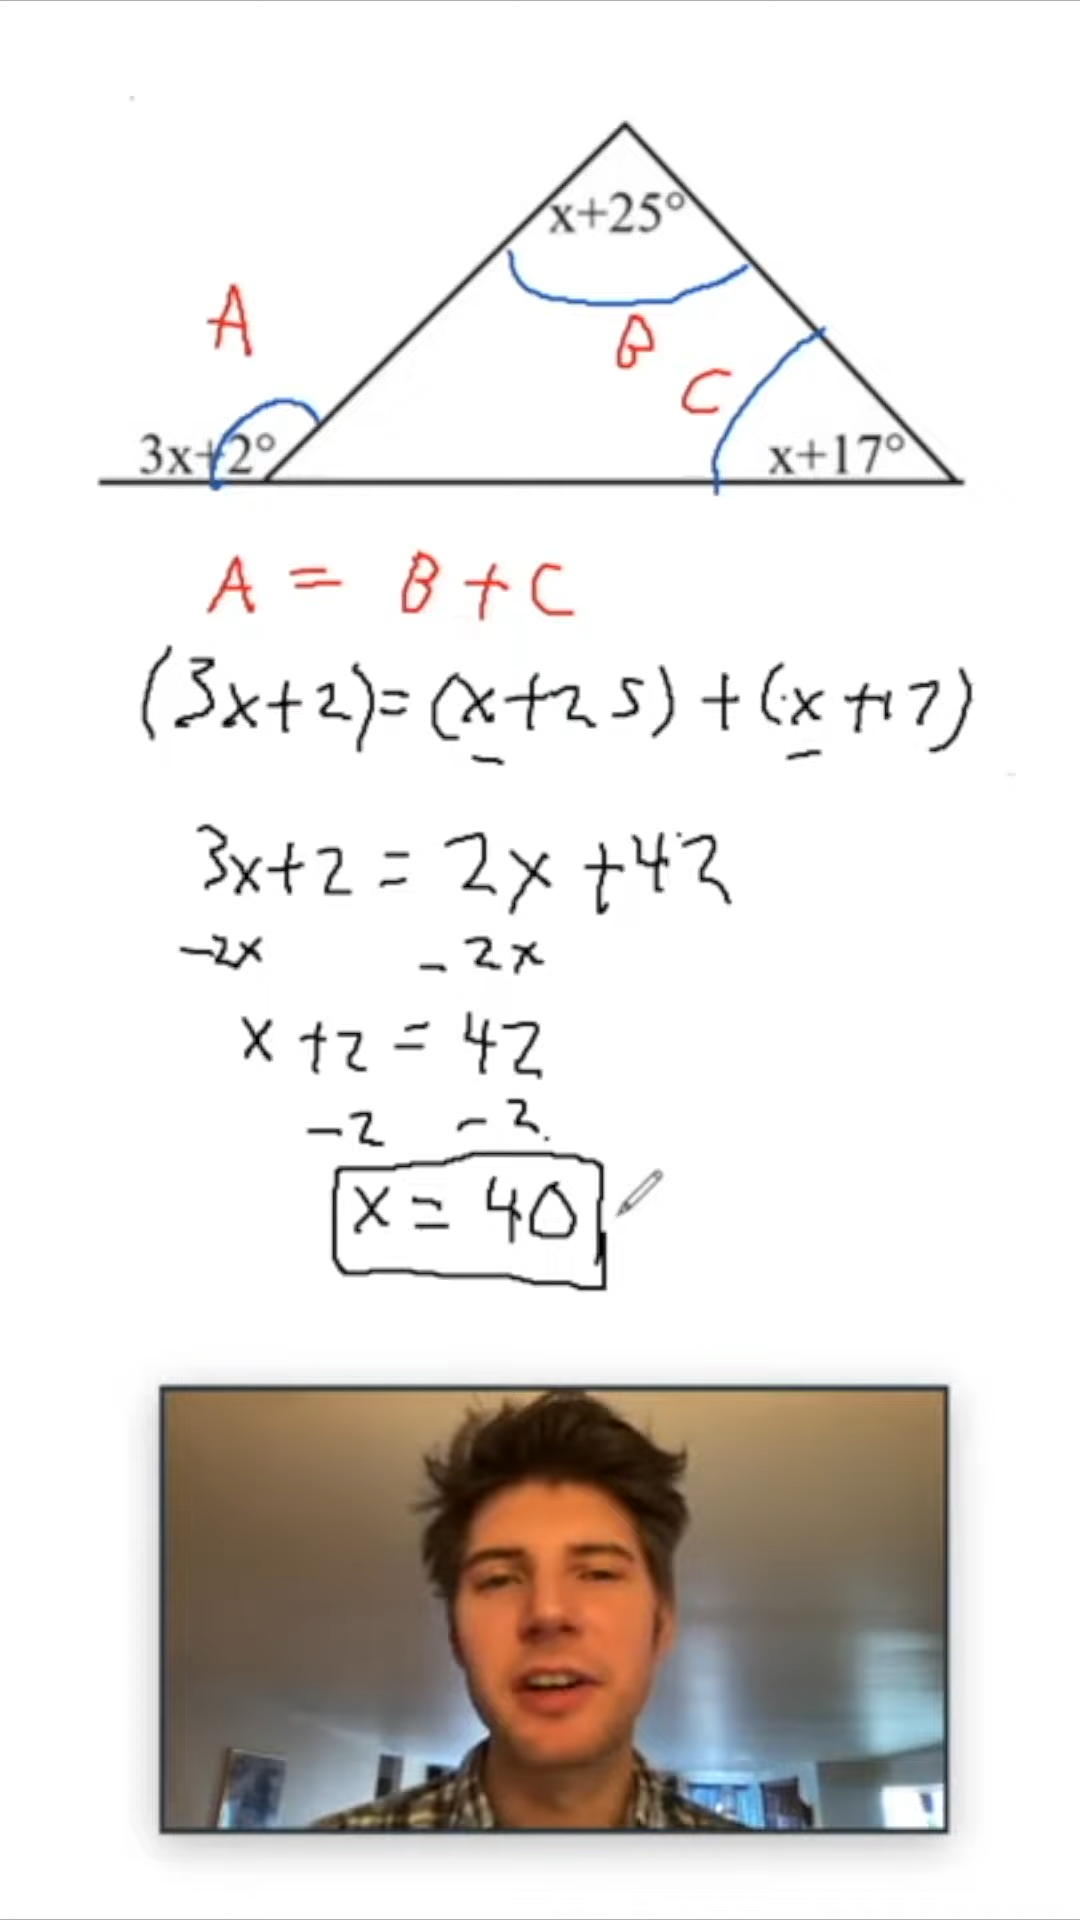 x+25°
A
B
C
3x+2°
x+17°
A = B + C
(3x+2)=(x+25)+(x+17)
3x+2 = 2x+42
-2x -2x
x+2 = 42
-2 -2
x = 40